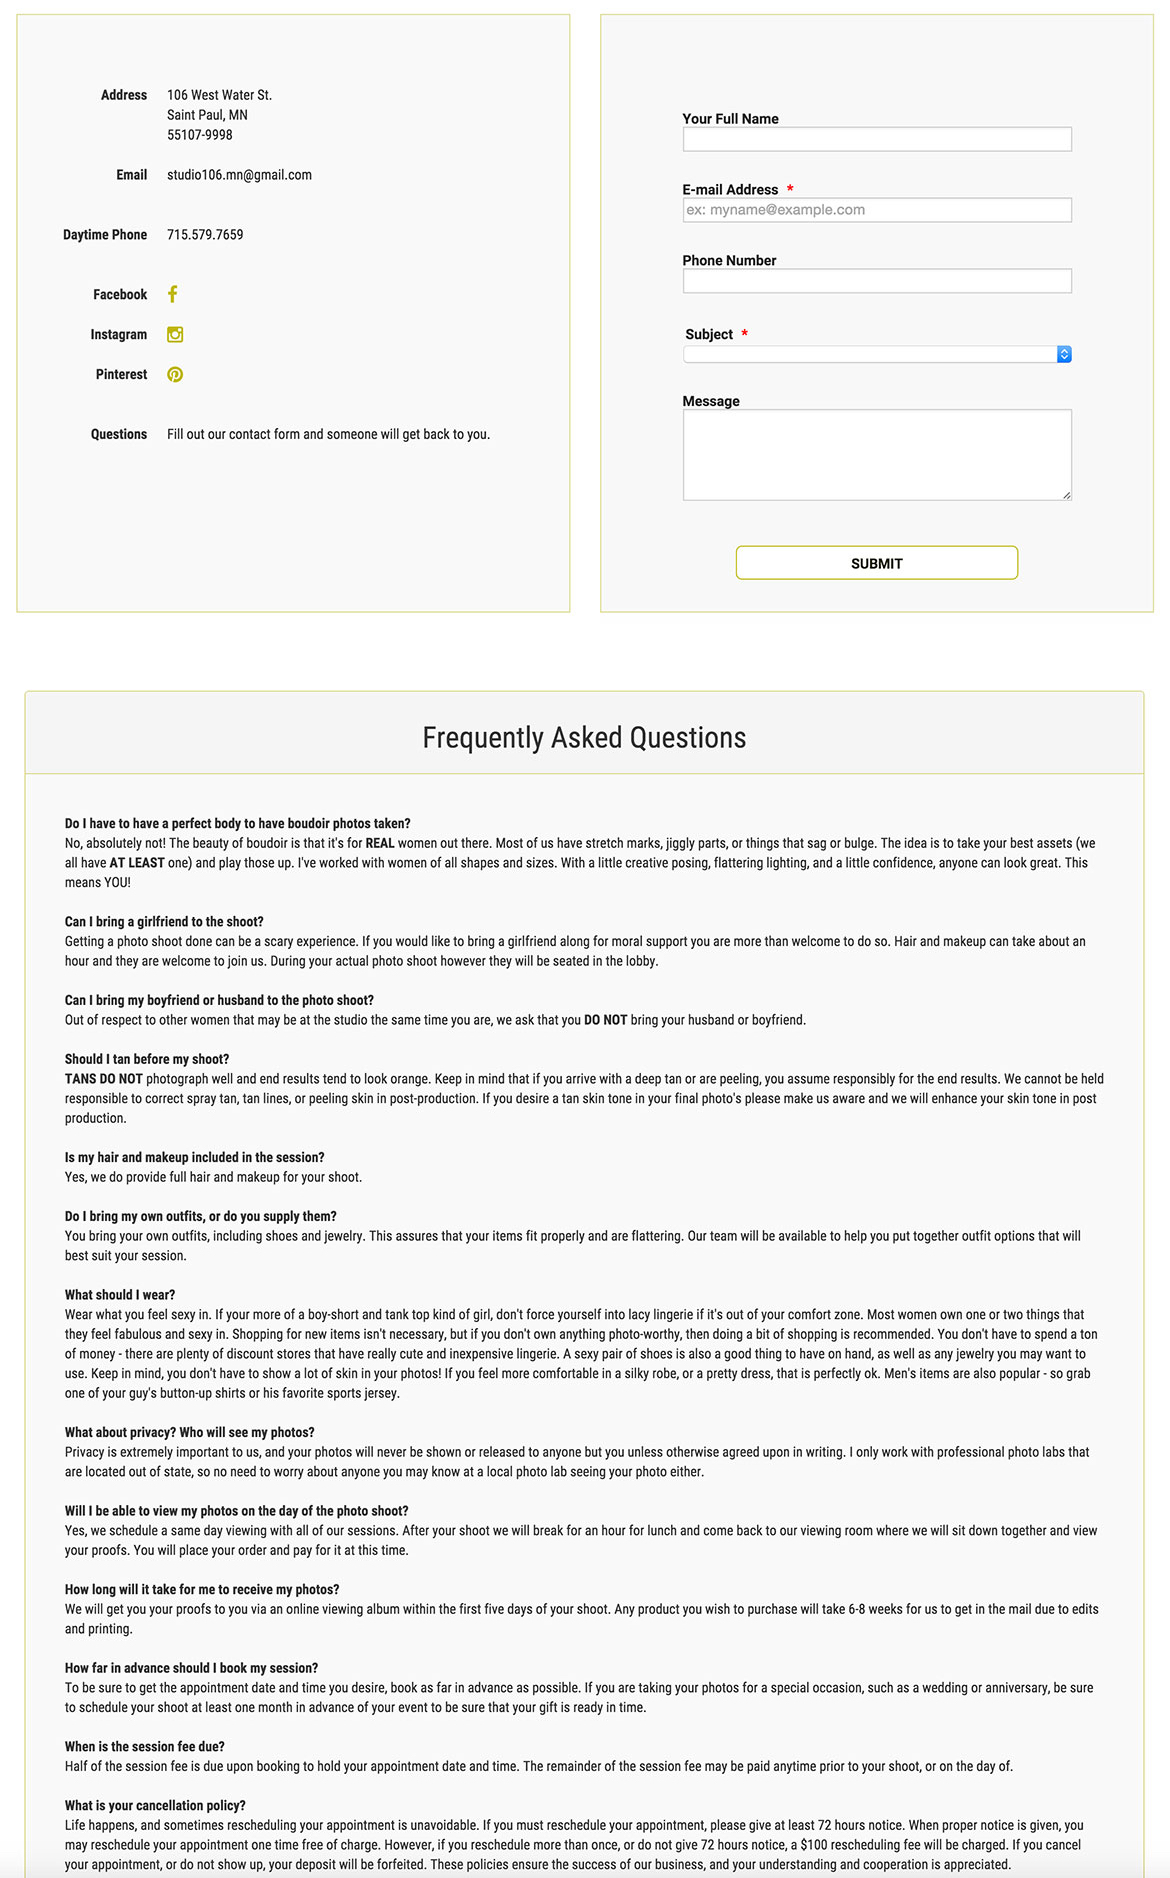 Address 106 West Water St.
Saint Paul, MN
55107-9998
Email studio106.mn@gmail.com
Daytime Phone 715.579.7659
Facebook
Instagram
Pinterest
Questions Fill out our contact form and someone will get back to you.
Your Full Name
E-mail Address *
ex: myname@example.com
Phone Number
Subject *
Message
SUBMIT
Frequently Asked Questions
Do I have to have a perfect body to have boudoir photos taken?
No, absolutely not! The beauty of boudoir is that it's for REAL women out there. Most of us have stretch marks, jiggly parts, or things that sag or bulge. The idea is to take your best assets (we
all have AT LEAST one) and play those up. I've worked with women of all shapes and sizes. With a little creative posing, flattering lighting, and a little confidence, anyone can look great. This
means YOU!
Can I bring a girlfriend to the shoot?
Getting a photo shoot done can be a scary experience. If you would like to bring a girlfriend along for moral support you are more than welcome to do so. Hair and makeup can take about an
hour and they are welcome to join us. During your actual photo shoot however they will be seated in the lobby.
Can I bring my boyfriend or husband to the photo shoot?
Out of respect to other women that may be at the studio the same time you are, we ask that you DO NOT bring your husband or boyfriend.
Should I tan before my shoot?
TANS DO NOT photograph well and end results tend to look orange. Keep in mind that if you arrive with a deep tan or are peeling, you assume responsibly for the end results. We cannot be held
responsible to correct spray tan, tan lines, or peeling skin in post-production. If you desire a tan skin tone in your final photo's please make us aware and we will enhance your skin tone in post
production.
Is my hair and makeup included in the session?
Yes, we do provide full hair and makeup for your shoot.
Do I bring my own outfits, or do you supply them?
You bring your own outfits, including shoes and jewelry. This assures that your items fit properly and are flattering. Our team will be available to help you put together outfit options that will
best suit your session.
What should I wear?
Wear what you feel sexy in. If your more of a boy-short and tank top kind of girl, don't force yourself into lacy lingerie if it's out of your comfort zone. Most women own one or two things that
they feel fabulous and sexy in. Shopping for new items isn't necessary, but if you don't own anything photo-worthy, then doing a bit of shopping is recommended. You don't have to spend a ton
of money - there are plenty of discount stores that have really cute and inexpensive lingerie. A sexy pair of shoes is also a good thing to have on hand, as well as any jewelry you may want to
use. Keep in mind, you don't have to show a lot of skin in your photos! If you feel more comfortable in a silky robe, or a pretty dress, that is perfectly ok. Men's items are also popular - so grab
one of your guy's button-up shirts or his favorite sports jersey.
What about privacy? Who will see my photos?
Privacy is extremely important to us, and your photos will never be shown or released to anyone but you unless otherwise agreed upon in writing. I only work with professional photo labs that
are located out of state, so no need to worry about anyone you may know at a local photo lab seeing your photo either.
Will I be able to view my photos on the day of the photo shoot?
Yes, we schedule a same day viewing with all of our sessions. After your shoot we will break for an hour for lunch and come back to our viewing room where we will sit down together and view
your proofs. You will place your order and pay for it at this time.
How long will it take for me to receive my photos?
We will get you your proofs to you via an online viewing album within the first five days of your shoot. Any product you wish to purchase will take 6-8 weeks for us to get in the mail due to edits
and printing.
How far in advance should I book my session?
To be sure to get the appointment date and time you desire, book as far in advance as possible. If you are taking your photos for a special occasion, such as a wedding or anniversary, be sure
to schedule your shoot at least one month in advance of your event to be sure that your gift is ready in time.
When is the session fee due?
Half of the session fee is due upon booking to hold your appointment date and time. The remainder of the session fee may be paid anytime prior to your shoot, or on the day of.
What is your cancellation policy?
Life happens, and sometimes rescheduling your appointment is unavoidable. If you must reschedule your appointment, please give at least 72 hours notice. When proper notice is given, you
may reschedule your appointment one time free of charge. However, if you reschedule more than once, or do not give 72 hours notice, a $100 rescheduling fee will be charged. If you cancel
your appointment, or do not show up, your deposit will be forfeited. These policies ensure the success of our business, and your understanding and cooperation is appreciated.